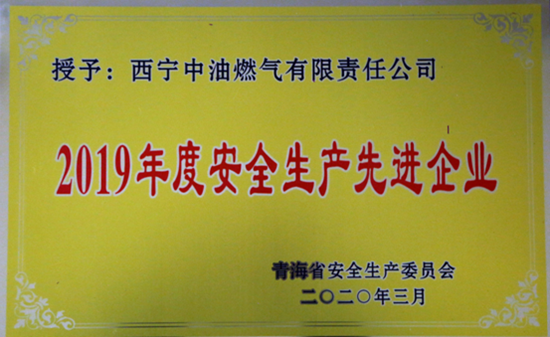 授予：西宁中油燃气有限责任公司
2019年度安全生产先进企业
青海省安全生产委员会
二〇二〇年三月